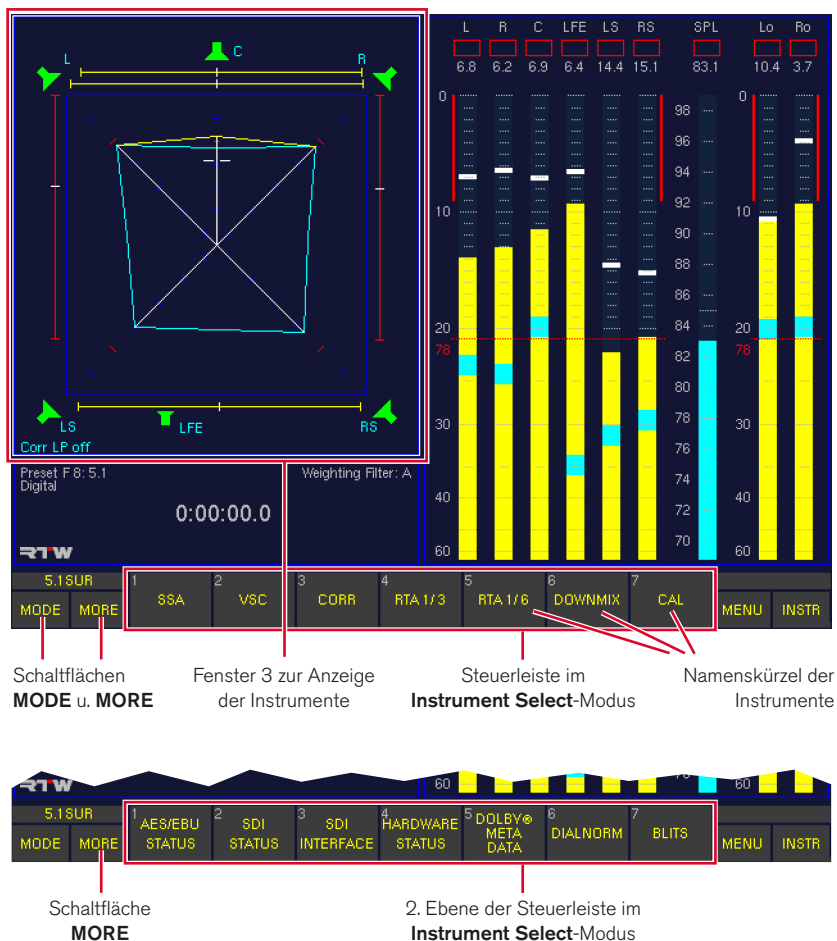 L R C LFE LS RS SPL Lo Ro
C
L R
6.8 6.2 6.9 6.4 14.4 15.1 83.1 10.4 3.7
0 0
98
96
94
92
10 10
90
88
86
84
20 20
78 78
82
80
30 78 30
76
74
40 40
72
70
60 60
LS LFE RS
Corr LP off
Preset F 8: 5.1 Weighting Filter: A
Digital
0:00:00.0
RTW
5.1SUR
MODE MORE
1 SSA
2 VSC
3 CORR
4 RTA 1/3
5 RTA 1/6
6 DOWNMIX
7 CAL
MENU INSTR
Schaltflächen
MODE u. MORE
Fenster 3 zur Anzeige
der Instrumente
Steuerleiste im
Instrument Select-Modus
Namenskürzel der
Instrumente
RTW
60 60
5.1SUR
MODE MORE
1 AES/EBU
STATUS
2 SDI
STATUS
3 SDI
INTERFACE
4 HARDWARE
STATUS
5 DOLBY®
META
DATA
6 DIALNORM
7 BLITS
MENU INSTR
Schaltfläche
MORE
2. Ebene der Steuerleiste im
Instrument Select-Modus